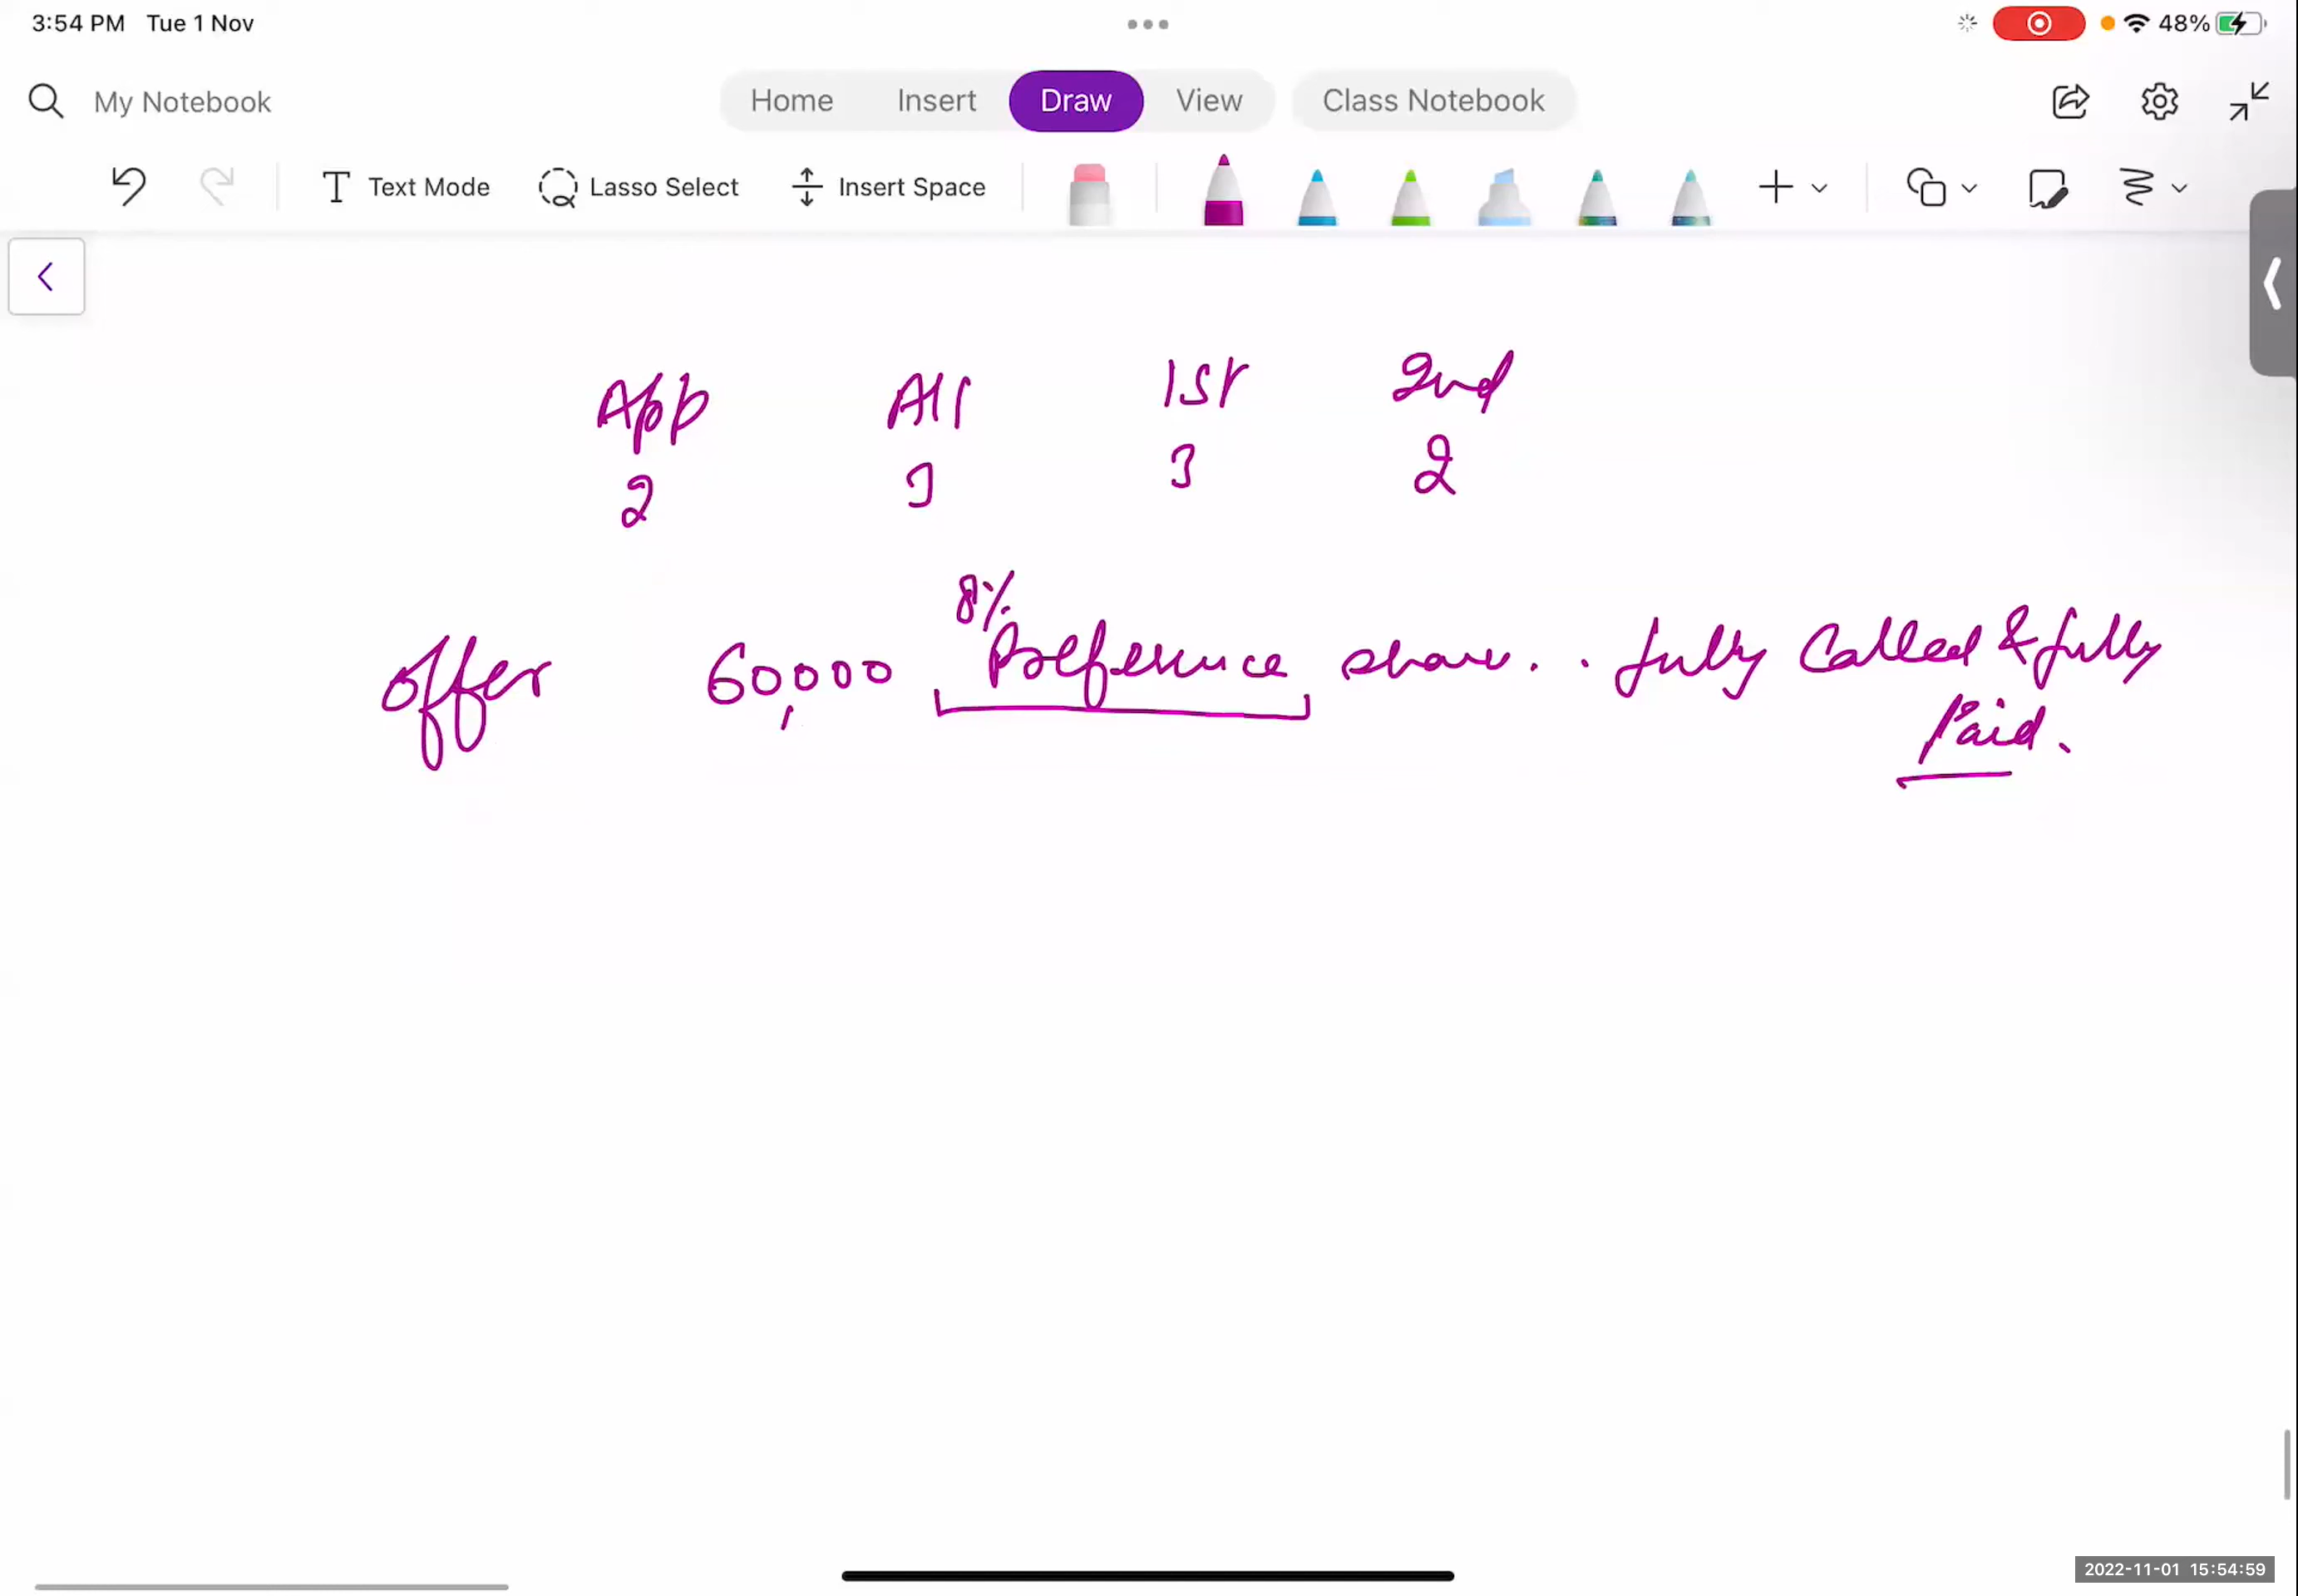 3:54 PM Tue 1 Nov 48%
My Notebook Home Insert Draw View Class Notebook
Text Mode Lasso Select Insert Space
App All 1st 2nd
2 3 3 2
8%
Offer 60,000 Preference share. . fully Called & fully
Paid.
2022-11-01 15:54:59